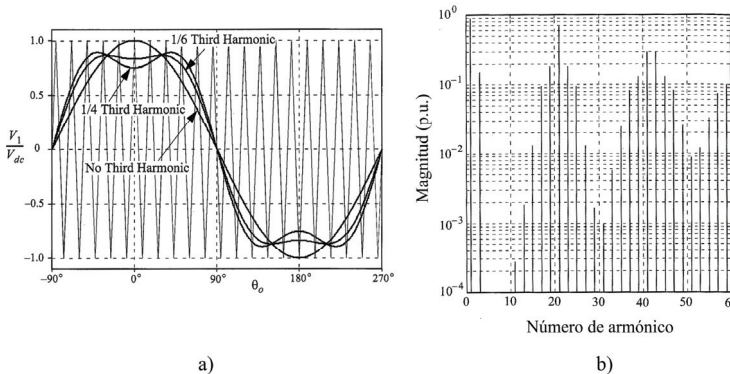 1/6 Third Harmonic
1/4 Third Harmonic
No Third Harmonic
1.0
0.5
0
−0.5
−1.0
V1
Vdc
−90° 0° 90° 180° 270°
θo
a)
10⁰
10⁻¹
10⁻²
10⁻³
10⁻⁴
Magnitud (p.u.)
0 10 20 30 40 50 60
Número de armónico
b)